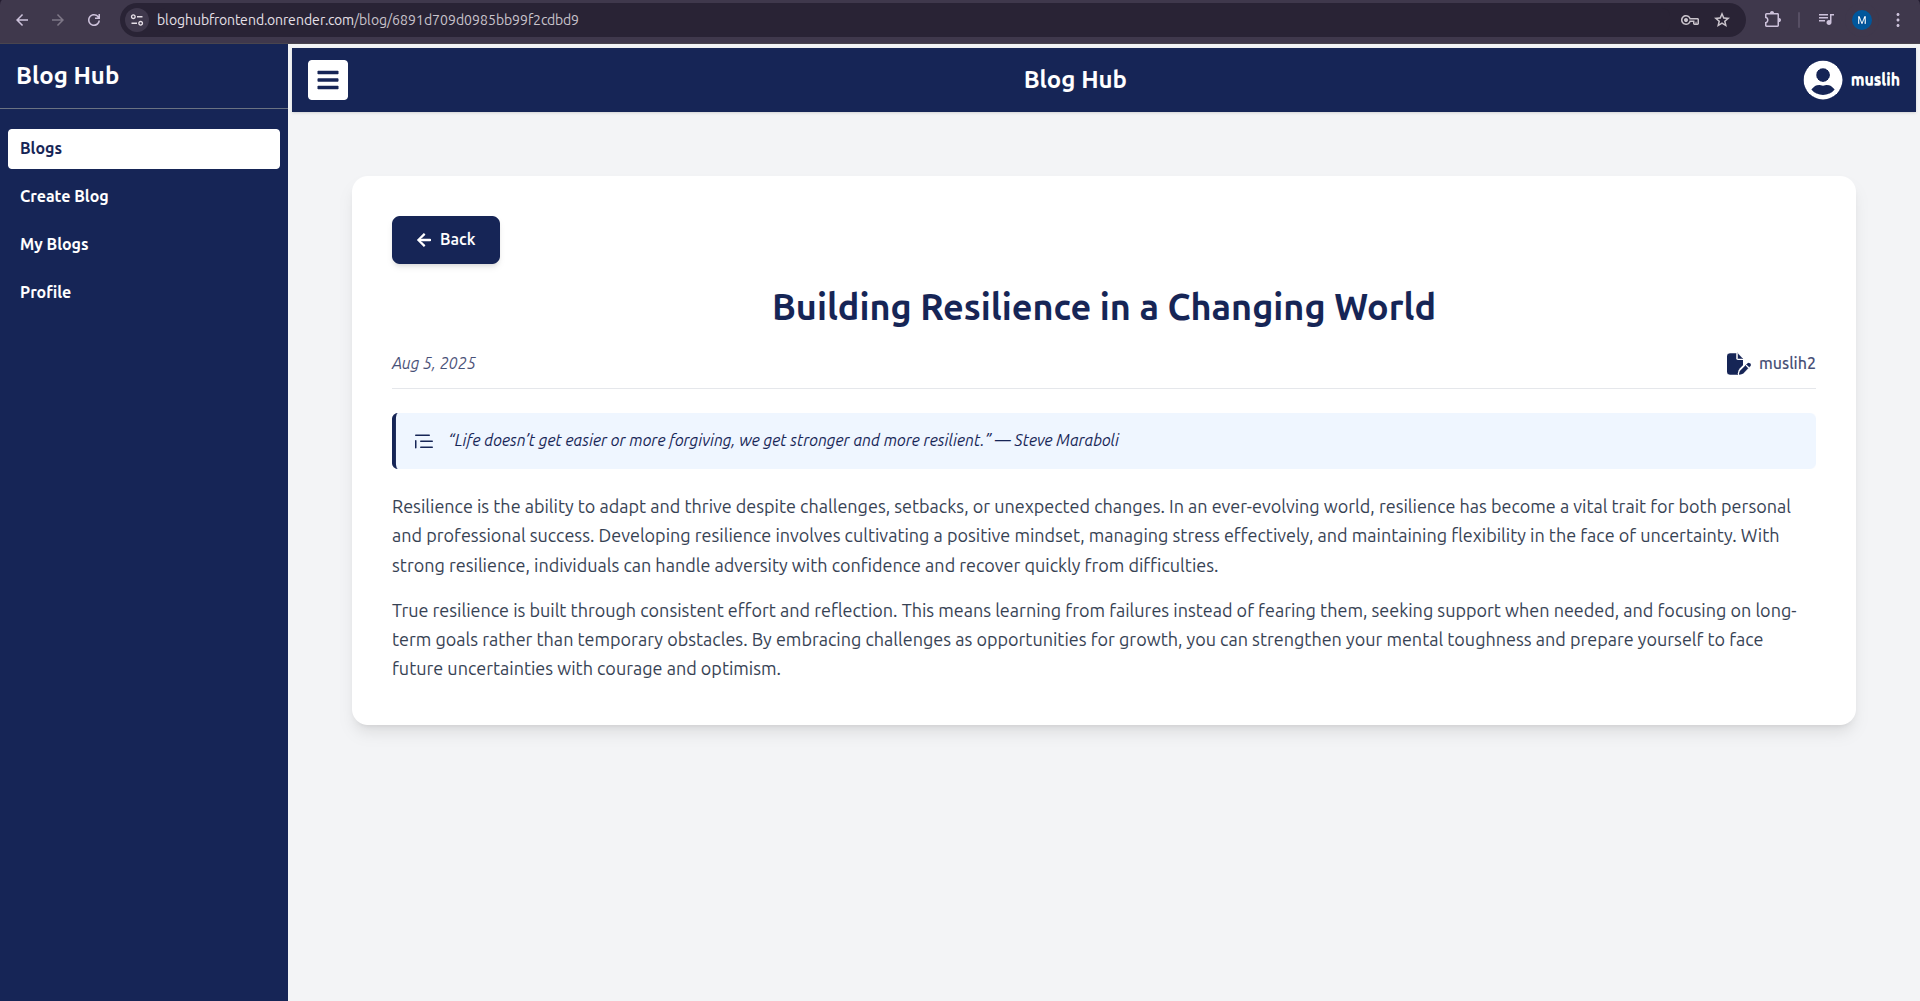 bloghubfrontend.onrender.com/blog/6891d709d0985bb99f2cdbd9
M
Blog Hub
Blogs
Create Blog
My Blogs
Profile
Blog Hub
muslih
Back
Building Resilience in a Changing World
Aug 5, 2025
muslih2
“Life doesn’t get easier or more forgiving, we get stronger and more resilient.” — Steve Maraboli
Resilience is the ability to adapt and thrive despite challenges, setbacks, or unexpected changes. In an ever-evolving world, resilience has become a vital trait for both personal
and professional success. Developing resilience involves cultivating a positive mindset, managing stress effectively, and maintaining flexibility in the face of uncertainty. With
strong resilience, individuals can handle adversity with confidence and recover quickly from difficulties.
True resilience is built through consistent effort and reflection. This means learning from failures instead of fearing them, seeking support when needed, and focusing on long-
term goals rather than temporary obstacles. By embracing challenges as opportunities for growth, you can strengthen your mental toughness and prepare yourself to face
future uncertainties with courage and optimism.